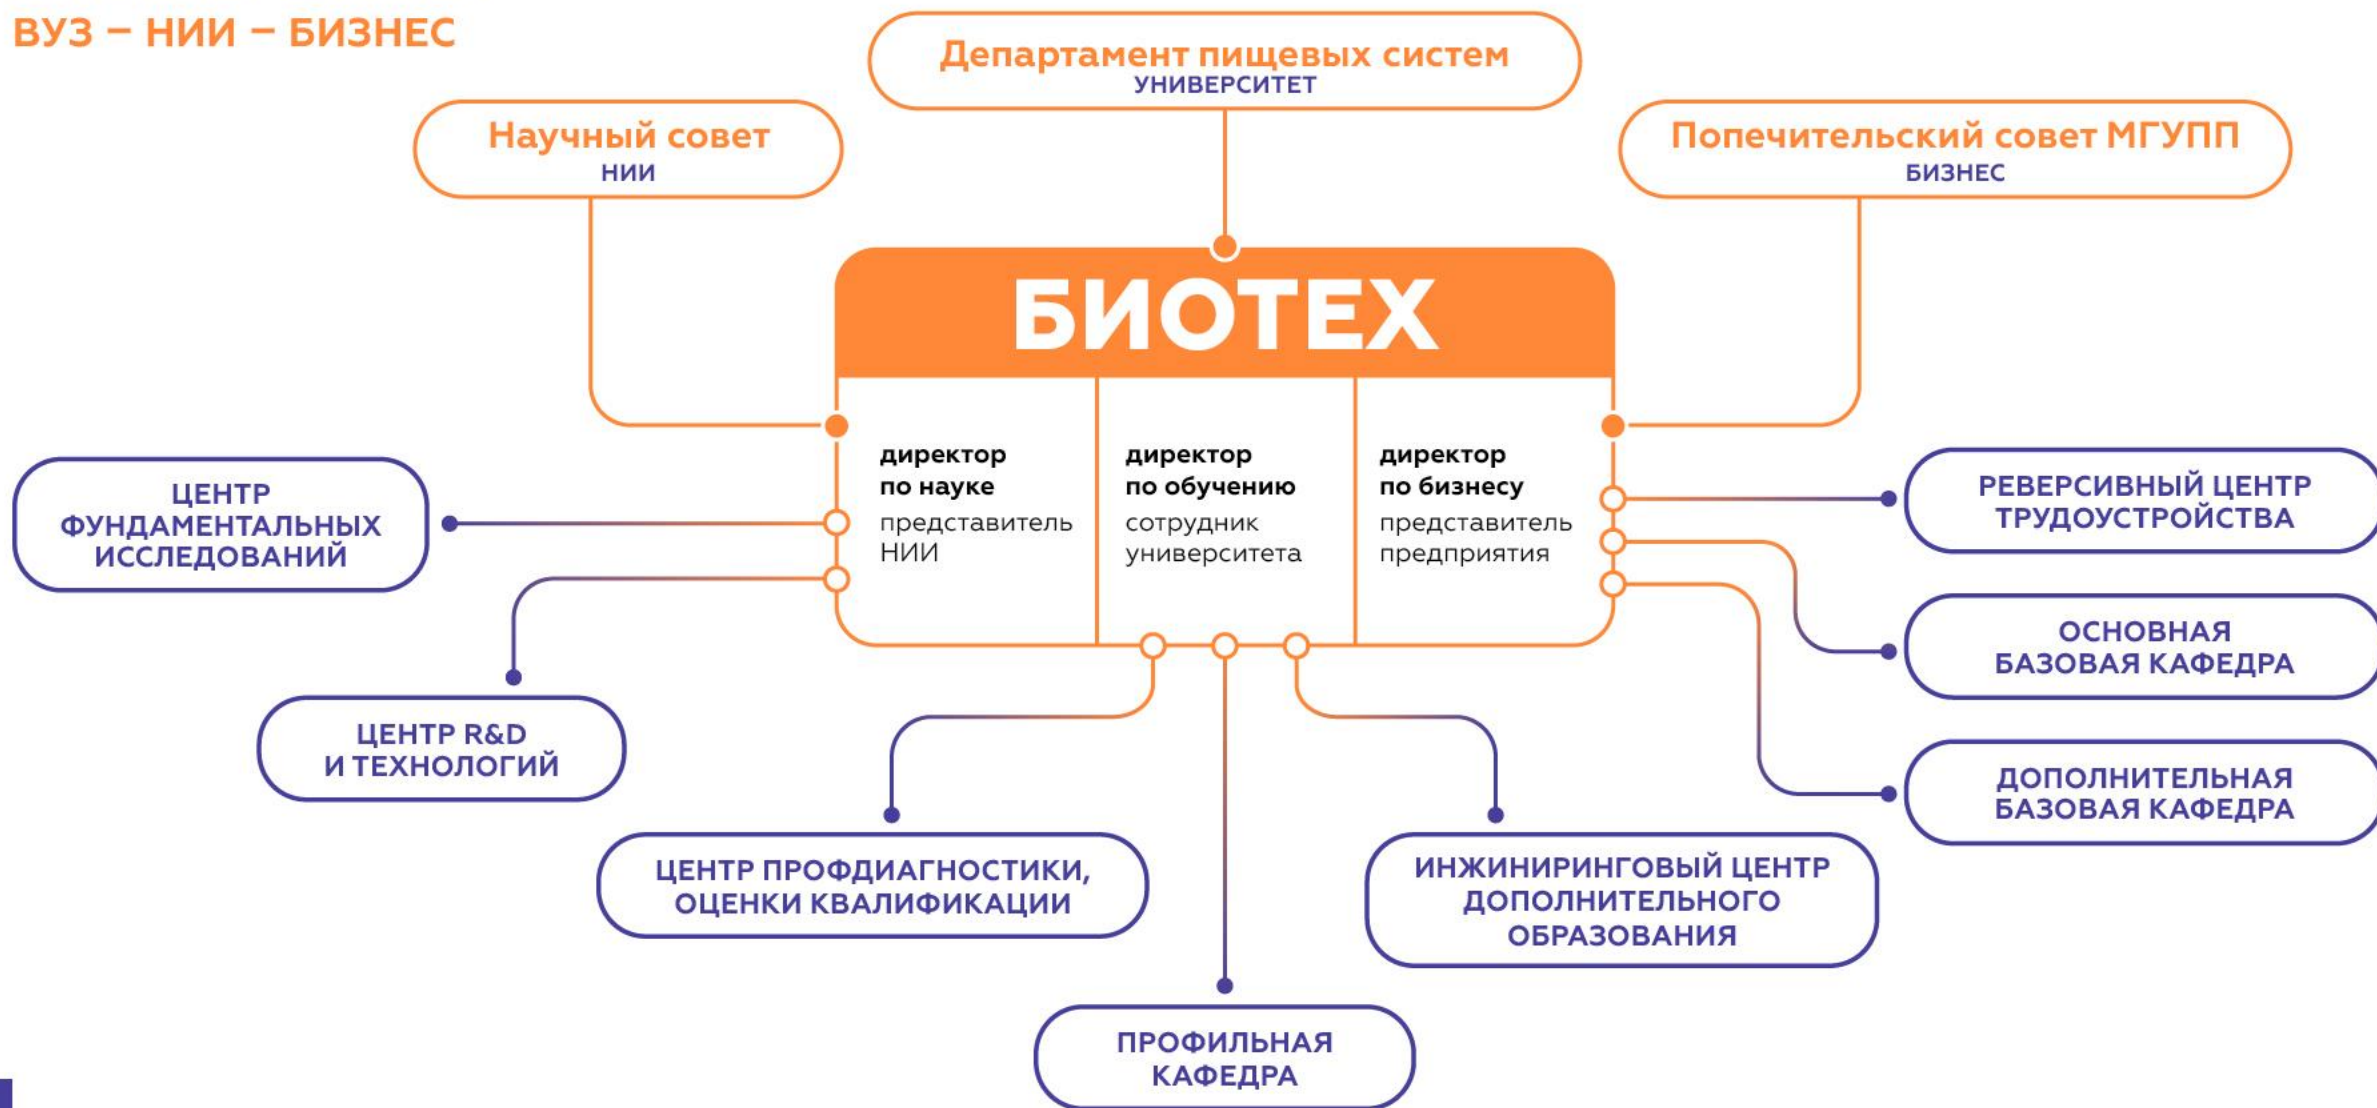 ВУЗ – НИИ – БИЗНЕС
Департамент пищевых систем
УНИВЕРСИТЕТ
Научный совет
НИИ
Попечительский совет МГУПП
БИЗНЕС
БИОТЕХ
директор
по науке
представитель
НИИ
директор
по обучению
сотрудник
университета
директор
по бизнесу
представитель
предприятия
ЦЕНТР
ФУНДАМЕНТАЛЬНЫХ
ИССЛЕДОВАНИЙ
ЦЕНТР R&D
И ТЕХНОЛОГИЙ
ЦЕНТР ПРОФДИАГНОСТИКИ,
ОЦЕНКИ КВАЛИФИКАЦИИ
ПРОФИЛЬНАЯ
КАФЕДРА
ИНЖИНИРИНГОВЫЙ ЦЕНТР
ДОПОЛНИТЕЛЬНОГО
ОБРАЗОВАНИЯ
РЕВЕРСИВНЫЙ ЦЕНТР
ТРУДОУСТРОЙСТВА
ОСНОВНАЯ
БАЗОВАЯ КАФЕДРА
ДОПОЛНИТЕЛЬНАЯ
БАЗОВАЯ КАФЕДРА